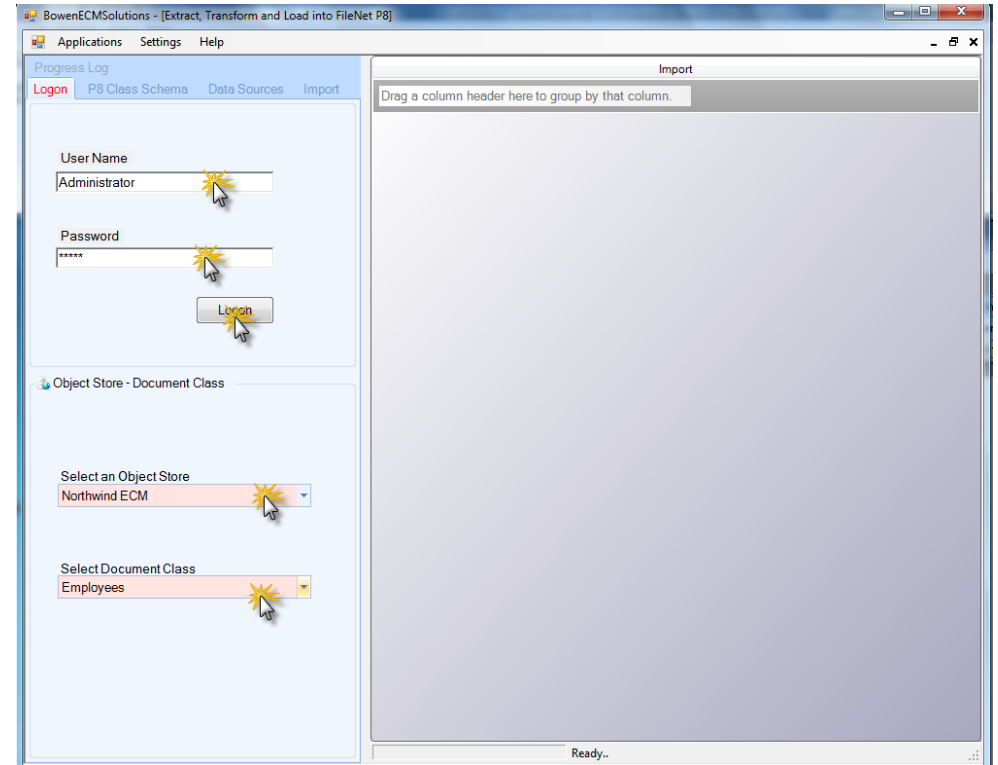 BowenECMSolutions - [Extract, Transform and Load into FileNet P8]
Applications Settings Help
Progress Log
Logon P8 Class Schema Data Sources Import
Import
Drag a column header here to group by that column.
User Name
Administrator
Password
*****
Logon
Object Store - Document Class
Select an Object Store
Northwind ECM
Select Document Class
Employees
Ready..